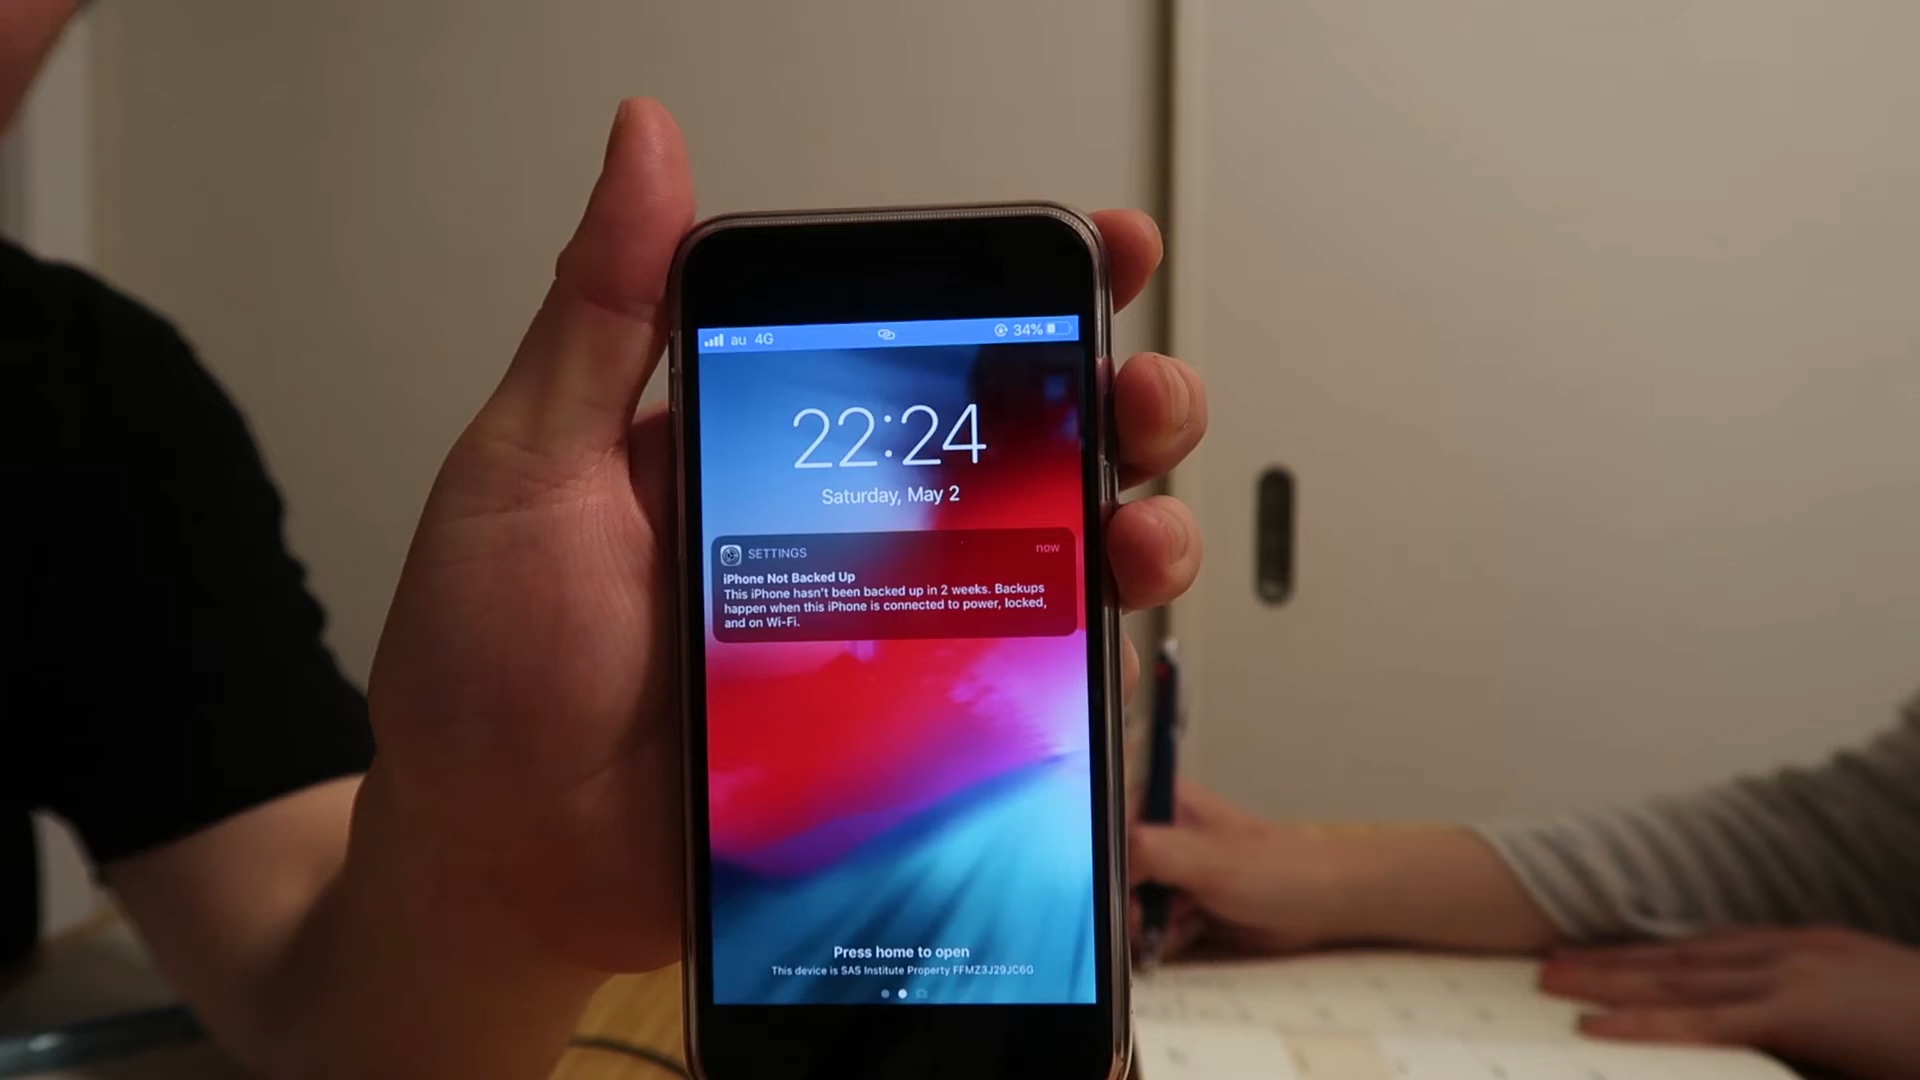 au 4G 34%
22:24
Saturday, May 2
SETTINGS now
iPhone Not Backed Up
This iPhone hasn't been backed up in 2 weeks. Backups
happen when this iPhone is connected to power, locked,
and on Wi-Fi.
Press home to open
This device is SAS Institute Property FFMZ3J29JC6G